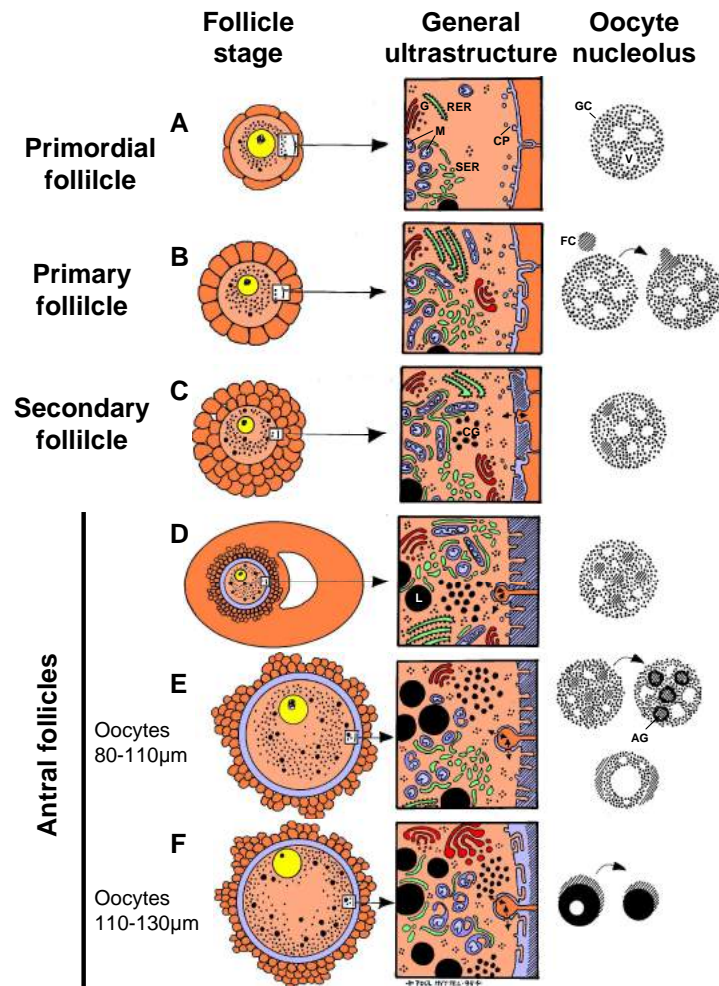 Follicle stage
General ultrastructure
Oocyte nucleolus
A
Primordial
follilcle
G
RER
M
CP
SER
GC
V
B
Primary
follilcle
FC
C
Secondary
follilcle
CG
Antral follicles
D
L
E
Oocytes
80-110µm
AG
F
Oocytes
110-130µm